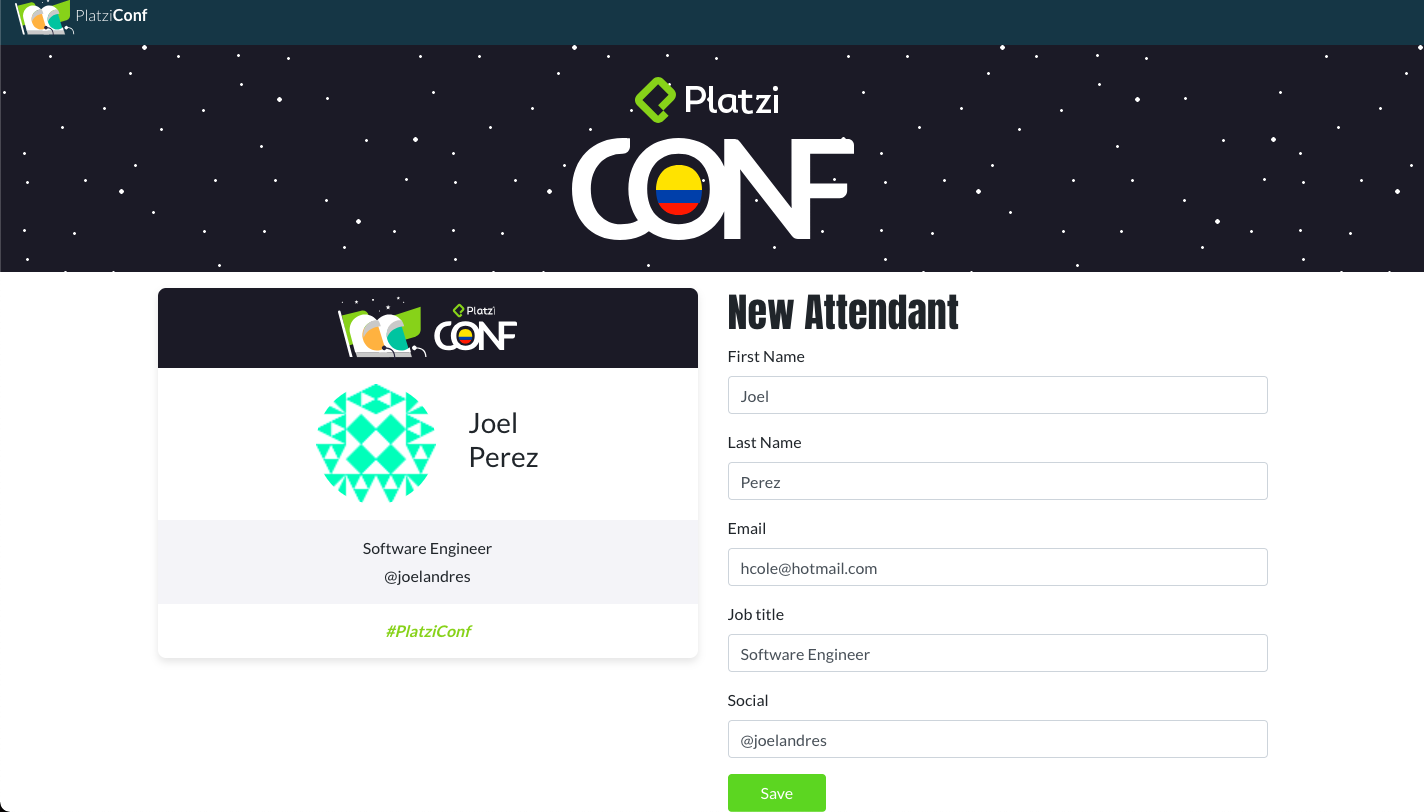 PlatziConf
Platzi
CONF
Platzi
CONF
Joel
Perez
Software Engineer
@joelandres
#PlatziConf
New Attendant
First Name
Joel
Last Name
Perez
Email
hcole@hotmail.com
Job title
Software Engineer
Social
@joelandres
Save